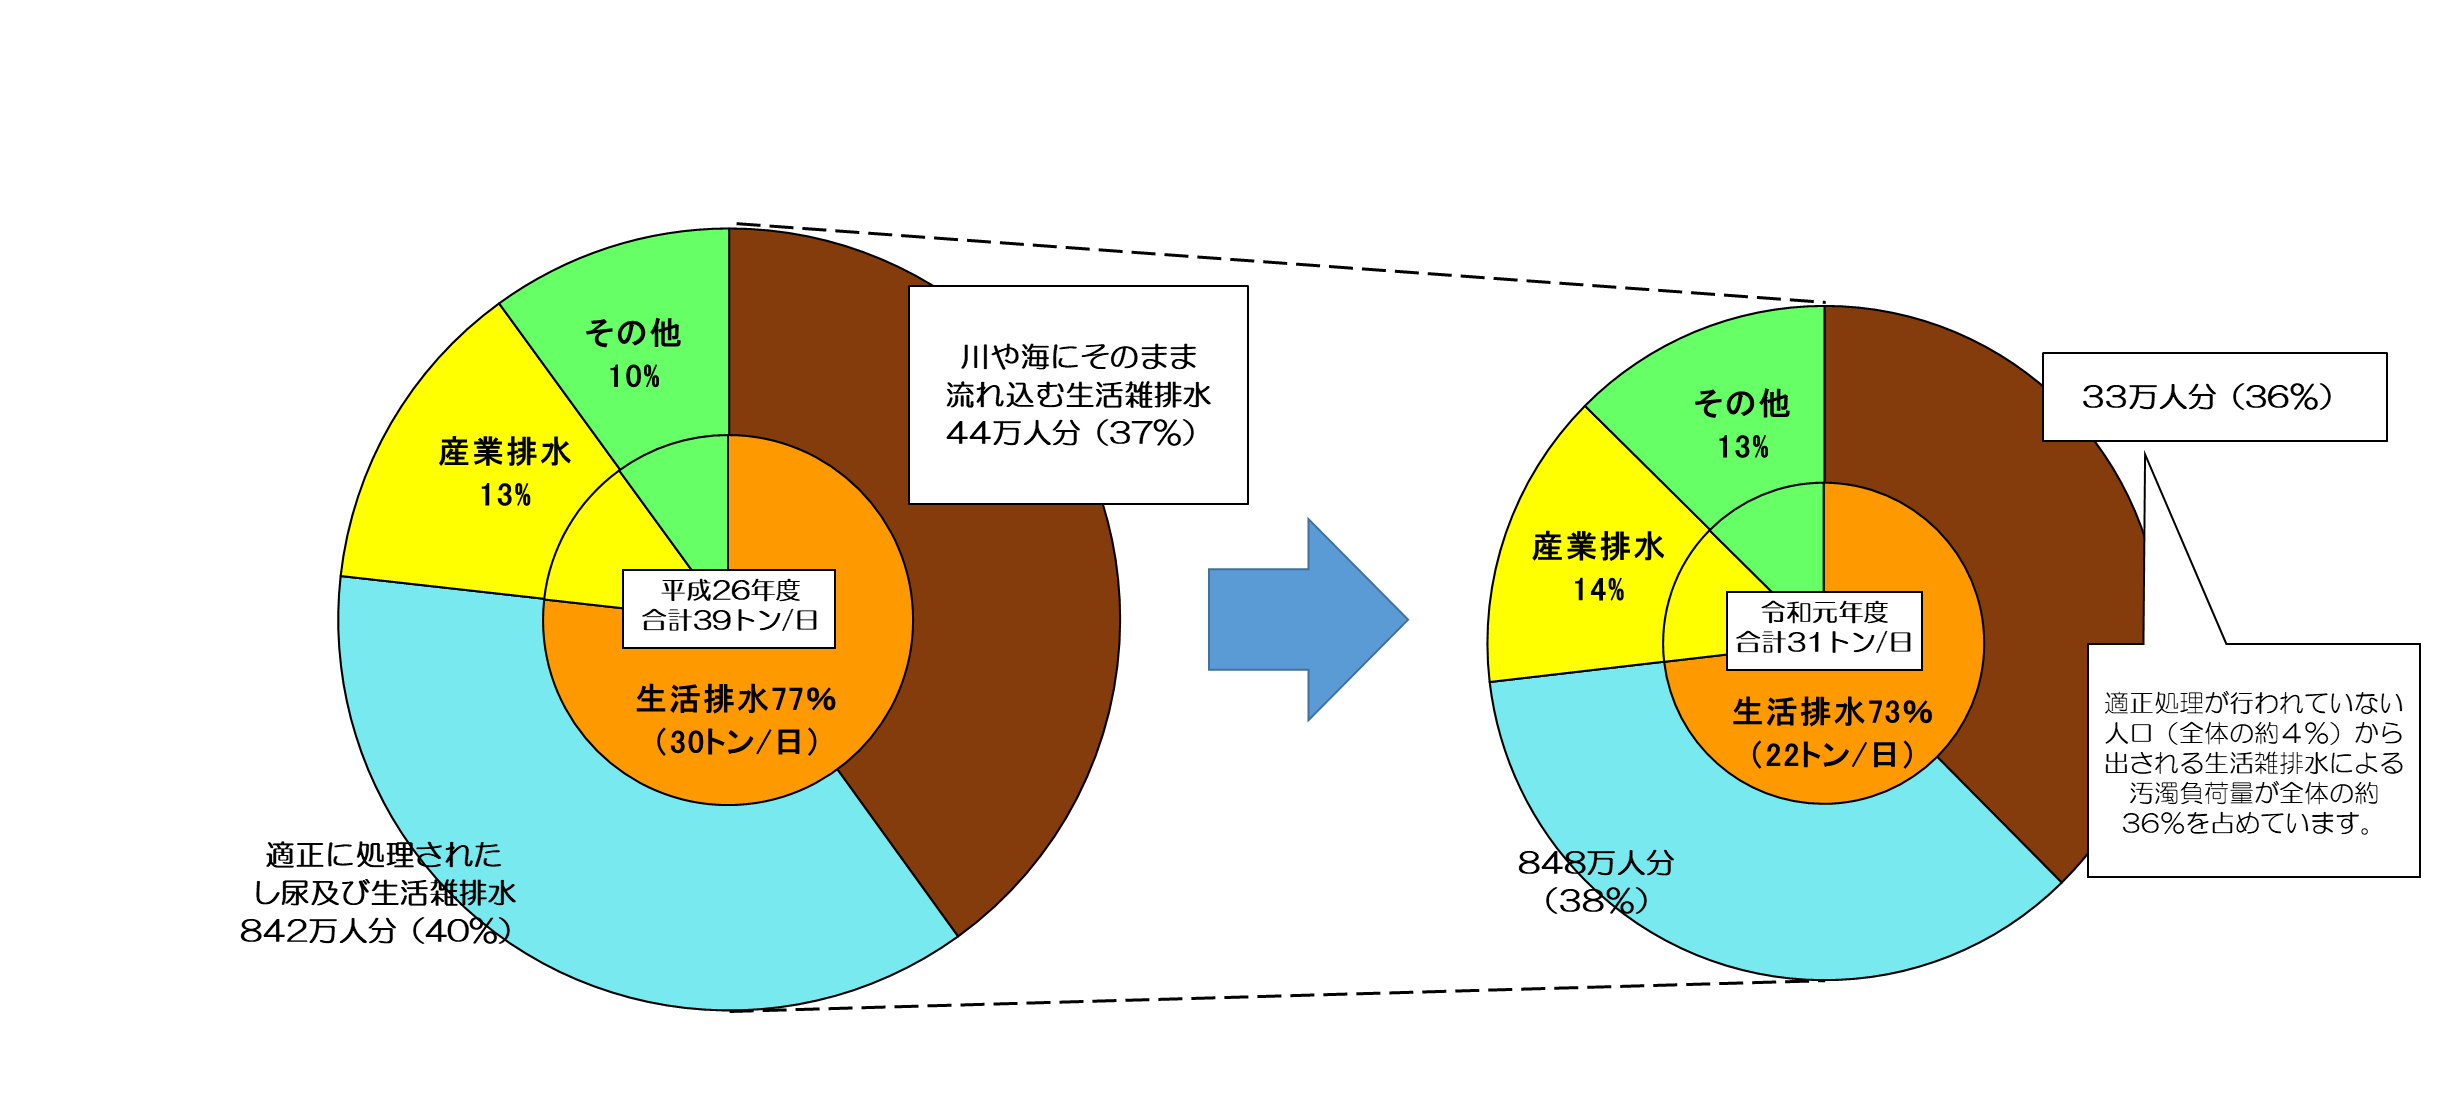 その他
10%
産業排水
13%
川や海にそのまま
流れ込む生活雑排水
44万人分（37%）
平成26年度
合計39トン/日
生活排水77%
（30トン/日）
適正に処理された
し尿及び生活雑排水
842万人分（40%）
その他
13%
産業排水
14%
33万人分（36%）
令和元年度
合計31トン/日
生活排水73%
（22トン/日）
848万人分
（38%）
適正処理が行われていない
人口（全体の約４％）から
出される生活雑排水による
汚濁負荷量が全体の約
36%を占めています。